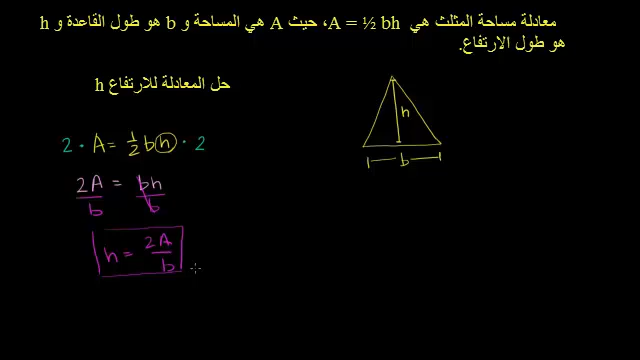 معادلة مساحة المثلث هي A = ½ bh، حيث A هي المساحة و b هو طول القاعدة و h
هو طول الارتفاع.
حل المعادلة للارتفاع h
2 · A = 1/2 b h · 2
2A/b = bh/b
h = 2A/b
h
b